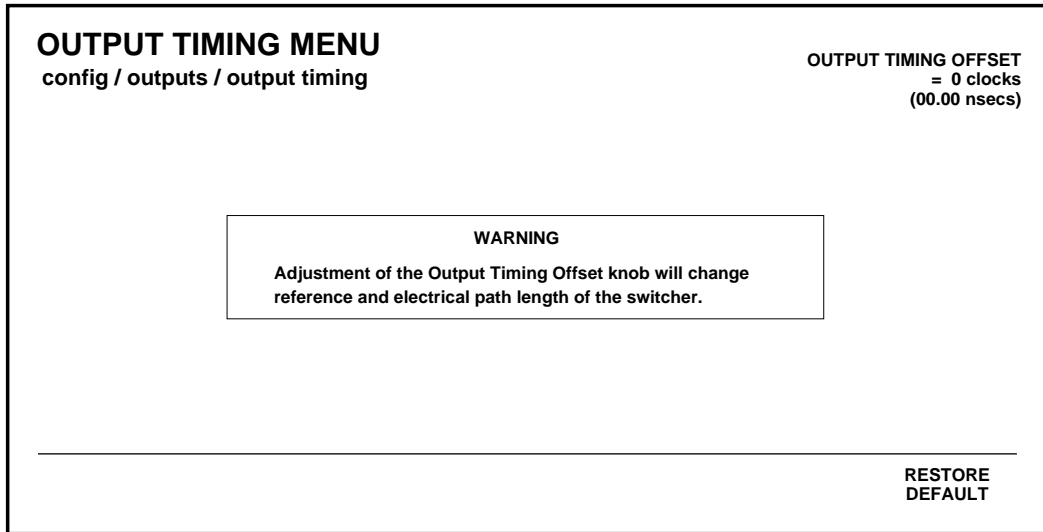 OUTPUT TIMING MENU
config / outputs / output timing
OUTPUT TIMING OFFSET
= 0 clocks
(00.00 nsecs)
WARNING
Adjustment of the Output Timing Offset knob will change
reference and electrical path length of the switcher.
RESTORE
DEFAULT